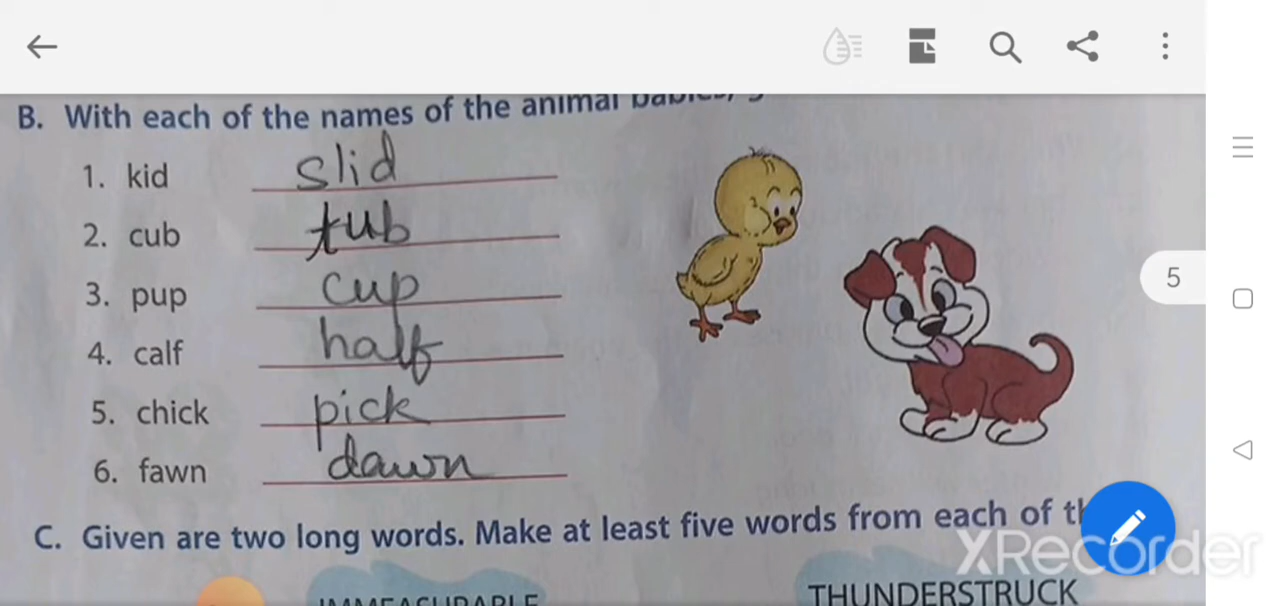 B. With each of the names of the animal
1. kid slid
2. cub tub
3. pup cup
4. calf half
5. chick pick
6. fawn dawn
5
C. Given are two long words. Make at least five words from each of
XRecorder
IMMEASURABLE THUNDERSTRUCK